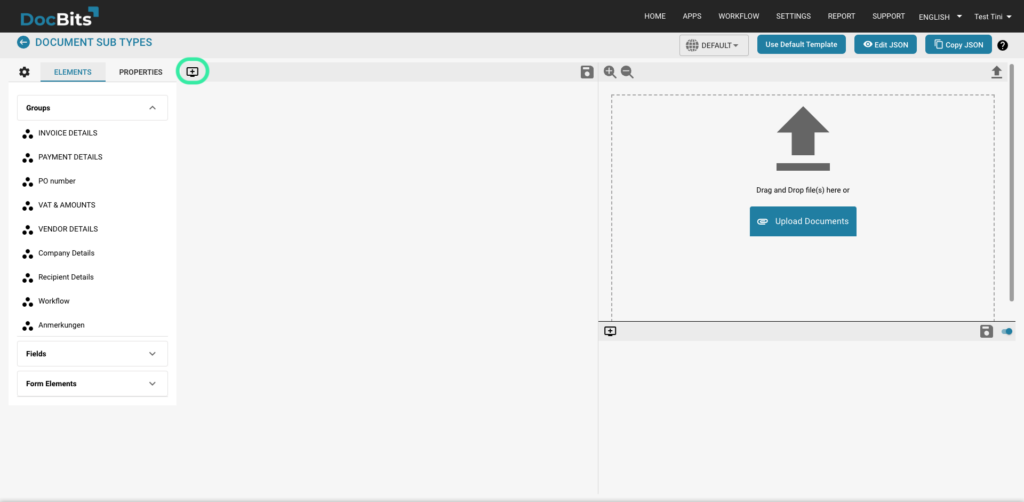 DocBits
HOME APPS WORKFLOW SETTINGS REPORT SUPPORT ENGLISH Test Tini
DOCUMENT SUB TYPES
DEFAULT
Use Default Template
Edit JSON
Copy JSON
?
ELEMENTS
PROPERTIES
Groups
INVOICE DETAILS
PAYMENT DETAILS
PO number
VAT & AMOUNTS
VENDOR DETAILS
Company Details
Recipient Details
Workflow
Anmerkungen
Fields
Form Elements
Drag and Drop file(s) here or
Upload Documents